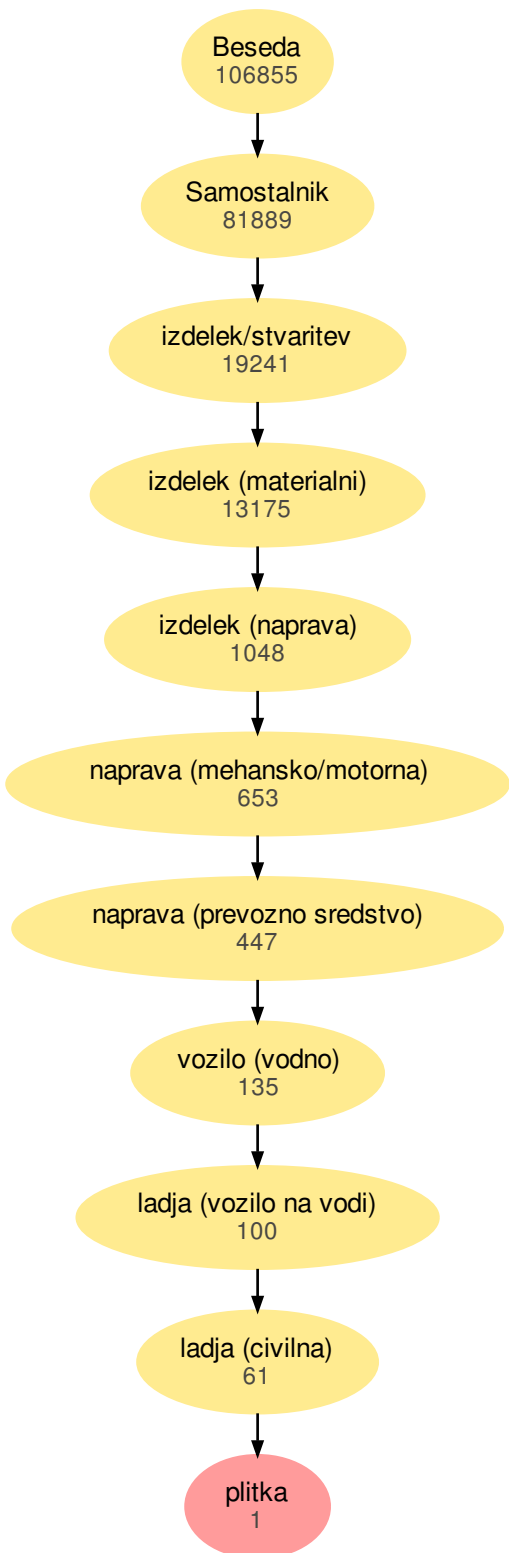 Beseda
106855
Samostalnik
81889
izdelek/stvaritev
19241
izdelek (materialni)
13175
izdelek (naprava)
1048
naprava (mehansko/motorna)
653
naprava (prevozno sredstvo)
447
vozilo (vodno)
135
ladja (vozilo na vodi)
100
ladja (civilna)
61
plitka
1